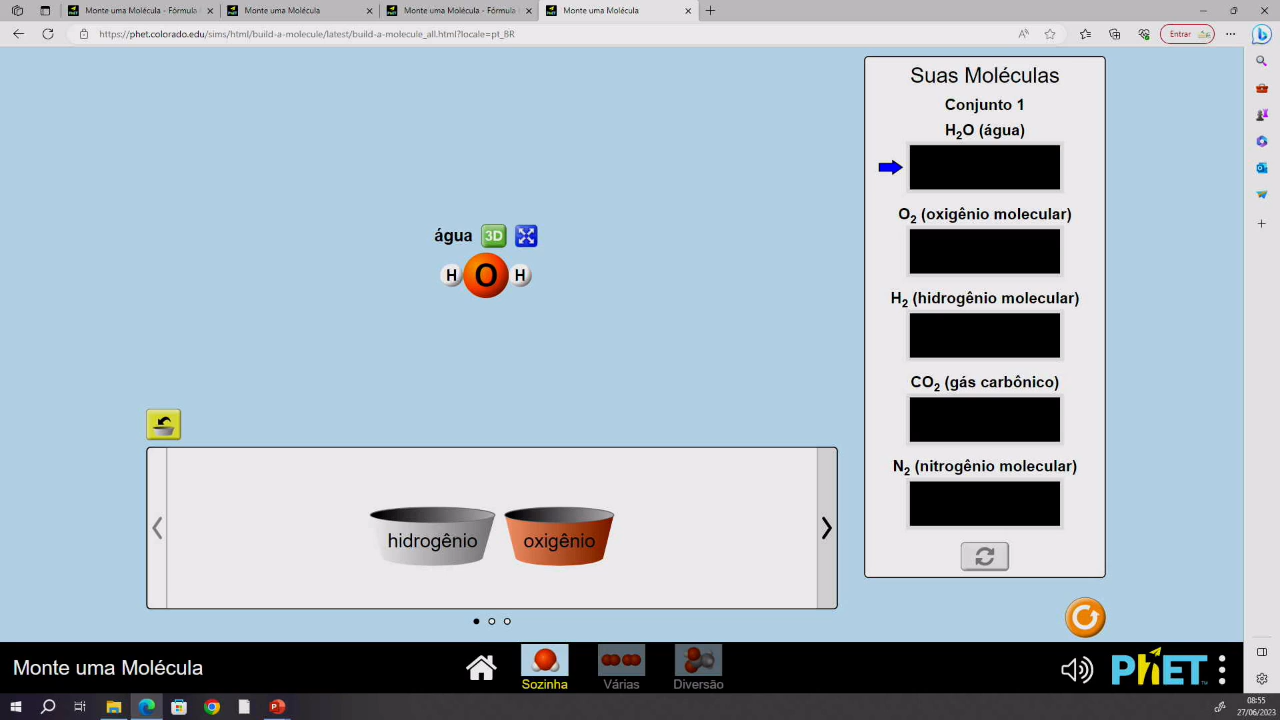 Monte uma Molécula - Fórmula
Monte uma Molécula
Monte uma Molécula - Fórmula
Monte uma Molécula
https://phet.colorado.edu/sims/html/build-a-molecule/latest/build-a-molecule_all.html?locale=pt_BR
Entrar
Suas Moléculas
Conjunto 1
H₂O (água)
O₂ (oxigênio molecular)
H₂ (hidrogênio molecular)
CO₂ (gás carbônico)
N₂ (nitrogênio molecular)
água 3D
H O H
hidrogênio oxigênio
Monte uma Molécula
Sozinha Várias Diversão
PhET
08:55
27/06/2023